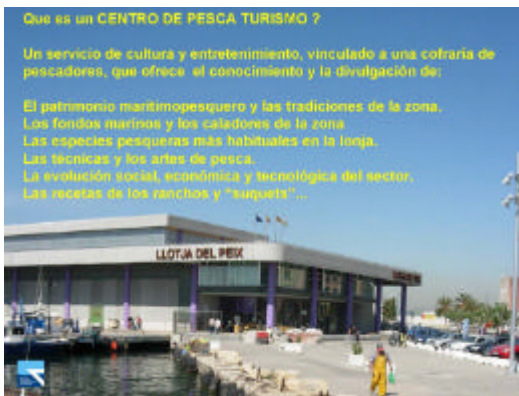 Que es un CENTRO DE PESCA TURISMO ?
Un servicio de cultura y entretenimiento, vinculado a una cofraria de
pescadores, que ofrece el conocimiento y la divulgación de:
El patrimonio marítimopesquero y las tradiciones de la zona.
Los fondos marinos y los caladores de la zona
Las especies pesqueras más habituales en la lonja.
Las técnicas y los artes de pesca.
La evolución social, económica y tecnológica del sector.
Las recetas de los ranchos y "suquets"...
LLOTJA DEL PEIX